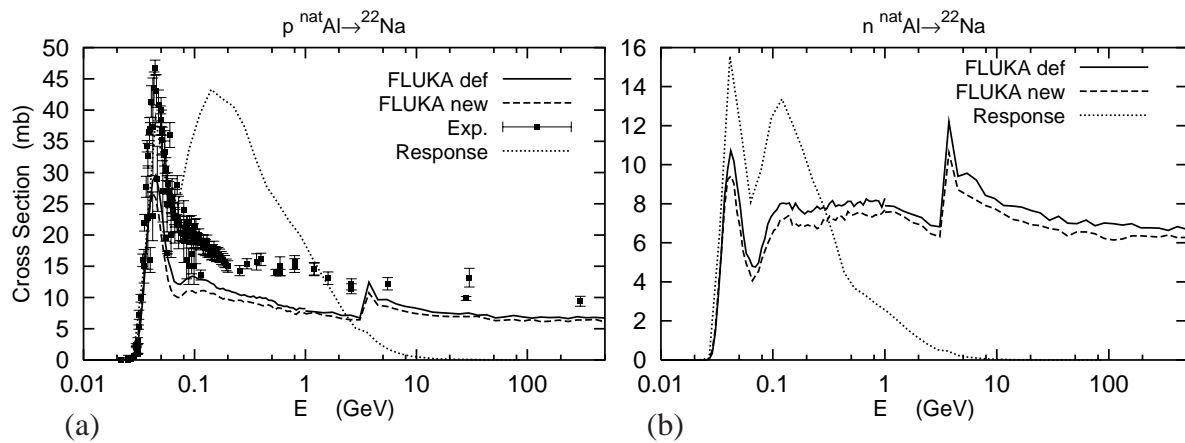 p ⁿᵃᵗAl→²²Na
50
45
40
35
30
25
20
15
10
5
0
Cross Section (mb)
FLUKA def
FLUKA new
Exp.
Response
0.01 0.1 1 10 100
E (GeV)
(a)
n ⁿᵃᵗAl→²²Na
16
14
12
10
8
6
4
2
0
FLUKA def
FLUKA new
Response
0.01 0.1 1 10 100
E (GeV)
(b)